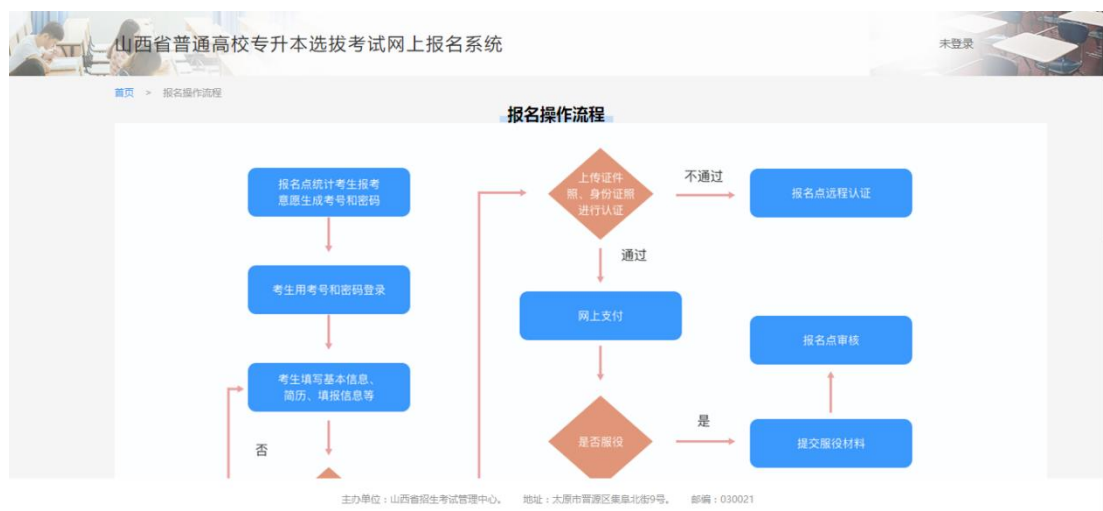 山西省普通高校专升本选拔考试网上报名系统
未登录
首页 > 报名操作流程
报名操作流程
报名点统计考生报考
意愿生成考号和密码
考生用考号和密码登录
考生填写基本信息、
简历、填报信息等
否
上传证件
照、身份证照
进行认证
不通过
报名点远程认证
通过
网上支付
是否服役
是
提交服役材料
报名点审核
主办单位：山西省招生考试管理中心。 地址：太原市晋源区集阜北街9号。 邮编：030021